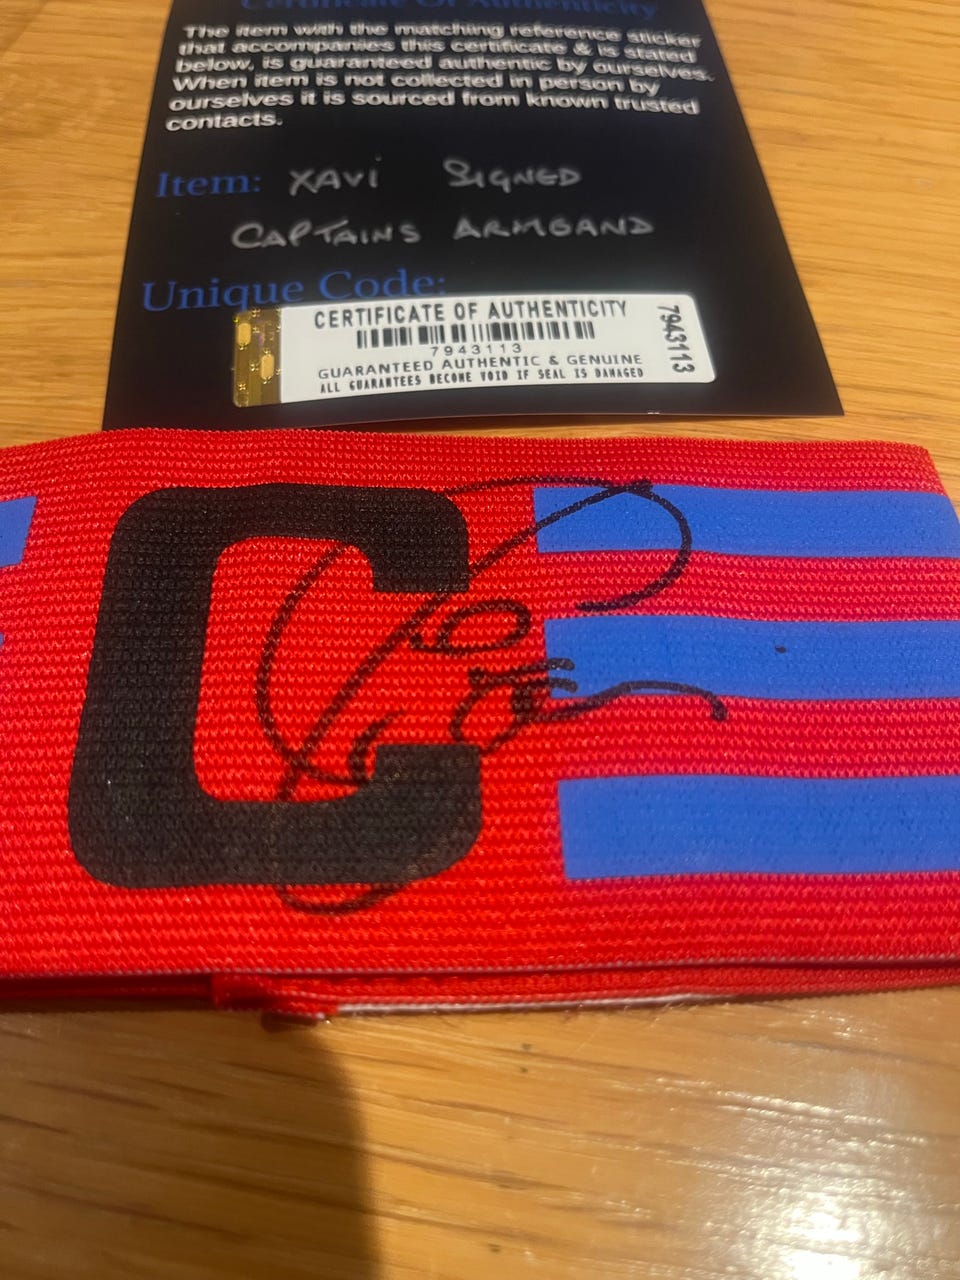 Certificate Of Authenticity
The item with the matching reference sticker
that accompanies this certificate & is stated
below, is guaranteed authentic by ourselves.
When item is not collected in person by
ourselves it is sourced from known trusted
contacts.
Item: XAVI SIGNED
CAPTAINS ARMBAND
Unique Code:
CERTIFICATE OF AUTHENTICITY
7943113
GUARANTEED AUTHENTIC & GENUINE
ALL GUARANTEES BECOME VOID IF SEAL IS DAMAGED
7943113
C